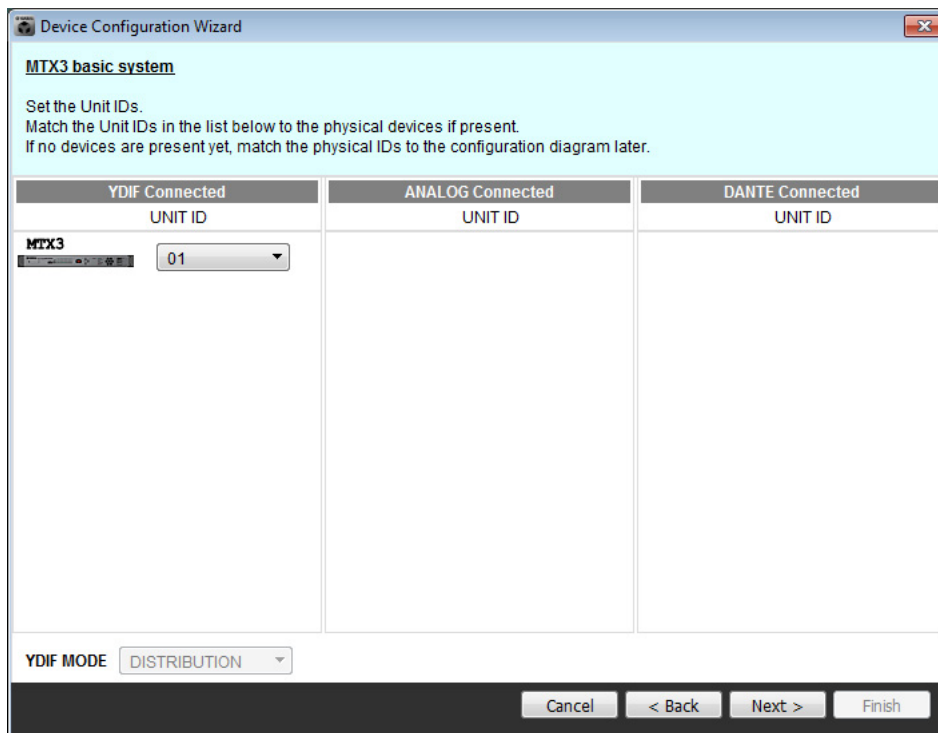 Device Configuration Wizard
MTX3 basic system
Set the Unit IDs.
Match the Unit IDs in the list below to the physical devices if present.
If no devices are present yet, match the physical IDs to the configuration diagram later.
YDIF Connected
ANALOG Connected
DANTE Connected
UNIT ID
UNIT ID
UNIT ID
MTX3
01
YDIF MODE
DISTRIBUTION
Cancel
< Back
Next >
Finish